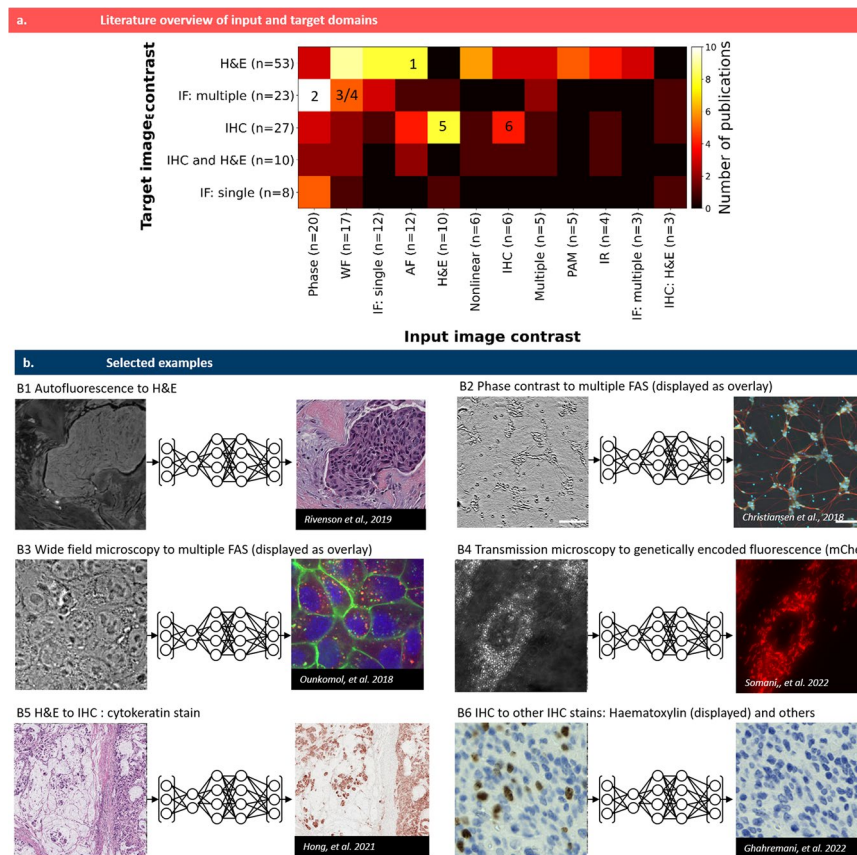 a. Literature overview of input and target domains
Target image contrast
H&E (n=53)
IF: multiple (n=23)
IHC (n=27)
IHC and H&E (n=10)
IF: single (n=8)
1
2
3/4
5
6
10
8
6
4
2
0
Number of publications
Phase (n=20)
WF (n=17)
IF: single (n=12)
AF (n=12)
H&E (n=10)
Nonlinear (n=6)
IHC (n=6)
Multiple (n=5)
PAM (n=5)
IR (n=4)
IF: multiple (n=3)
IHC: H&E (n=3)
Input image contrast
b. Selected examples
B1 Autofluorescence to H&E
Rivenson et al., 2019
B2 Phase contrast to multiple FAS (displayed as overlay)
Christiansen et al., 2018
B3 Wide field microscopy to multiple FAS (displayed as overlay)
Ounkomol, et al. 2018
B4 Transmission microscopy to genetically encoded fluorescence (mChe
Somani,, et al. 2022
B5 H&E to IHC : cytokeratin stain
Hong, et al. 2021
B6 IHC to other IHC stains: Haematoxylin (displayed) and others
Ghahremani, et al. 2022